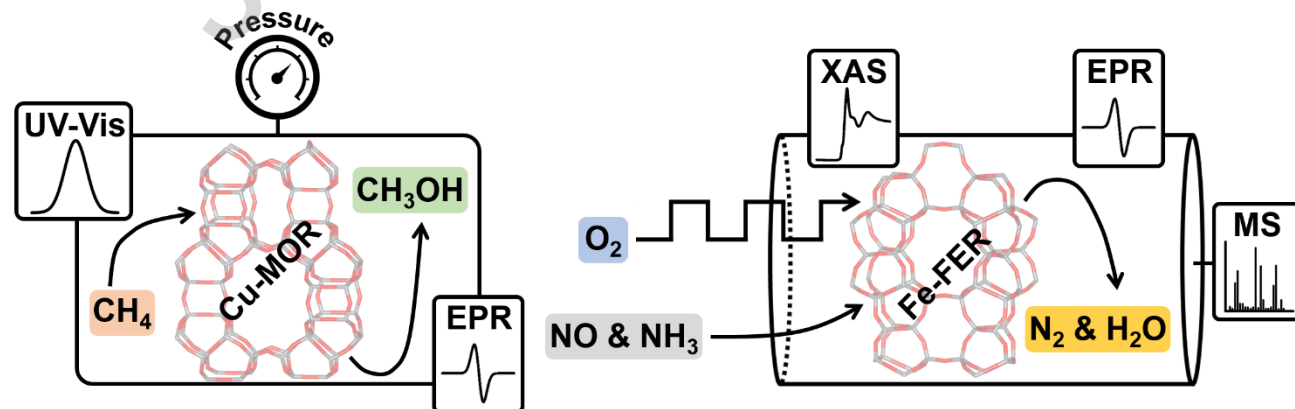 Pressure
UV-Vis
CH₃OH
Cu-MOR
CH₄
EPR
XAS
EPR
O₂
Fe-FER
MS
NO & NH₃
N₂ & H₂O